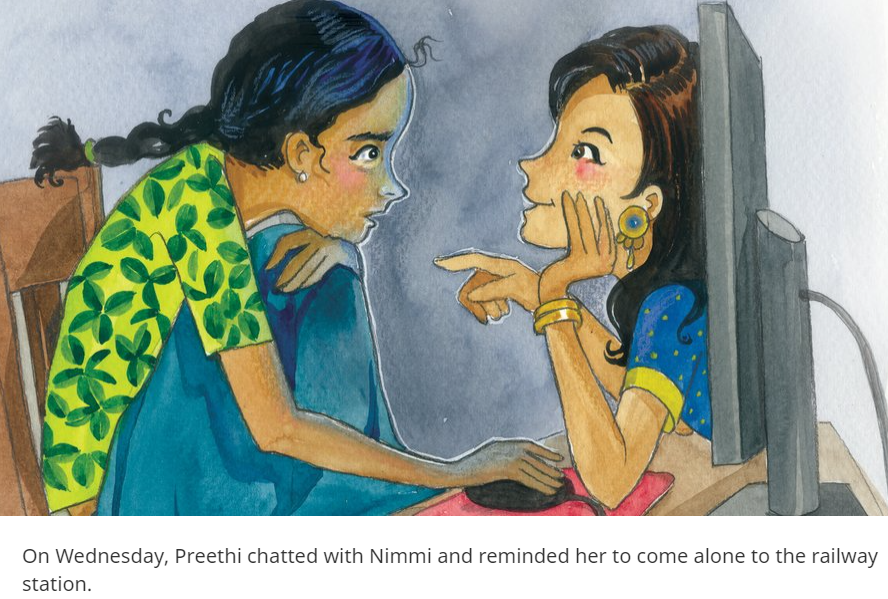 On Wednesday, Preethi chatted with Nimmi and reminded her to come alone to the railway
station.